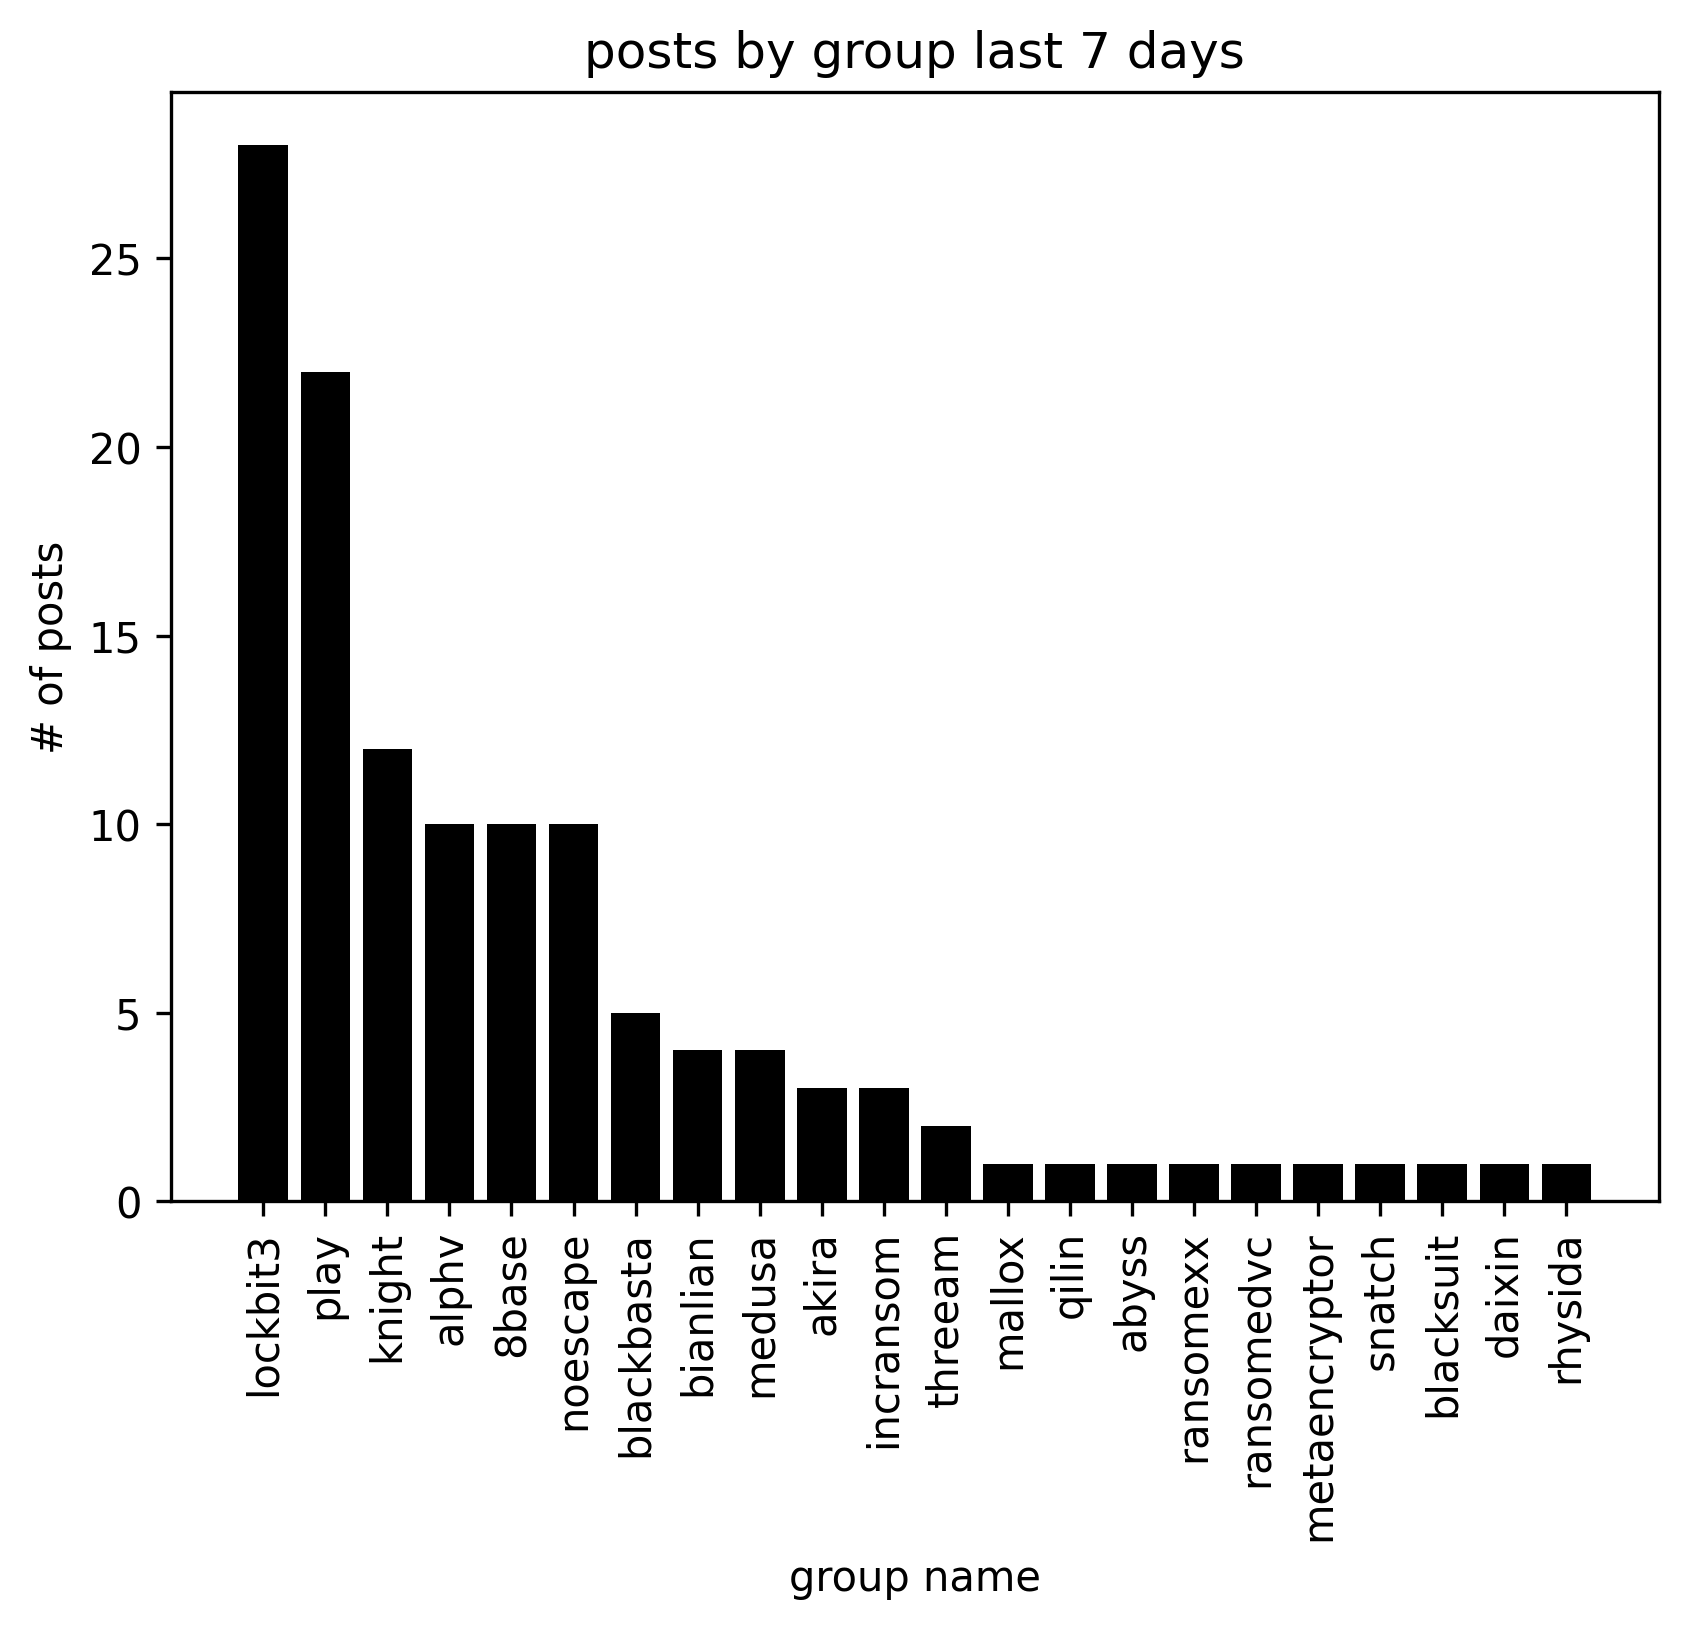 posts by group last 7 days
# of posts
25
20
15
10
5
0
lockbit3
play
knight
alphv
8base
noescape
blackbasta
bianlian
medusa
akira
incransom
threeam
mallox
qilin
abyss
ransomexx
ransomedvc
metaencryptor
snatch
blacksuit
daixin
rhysida
group name